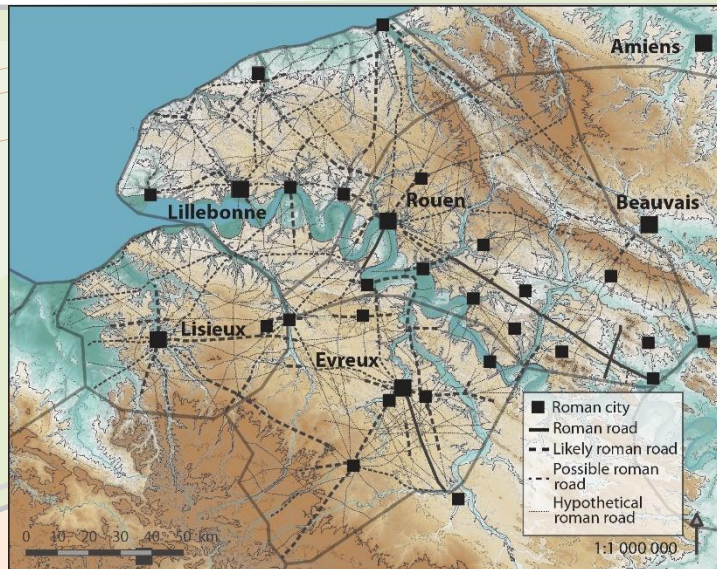 Amiens
Rouen
Beauvais
Lillebonne
Lisieux
Evreux
Roman city
Roman road
Likely roman road
Possible roman
road
Hypothetical
roman road
0 10 20 30 40 50 km
1:1 000 000